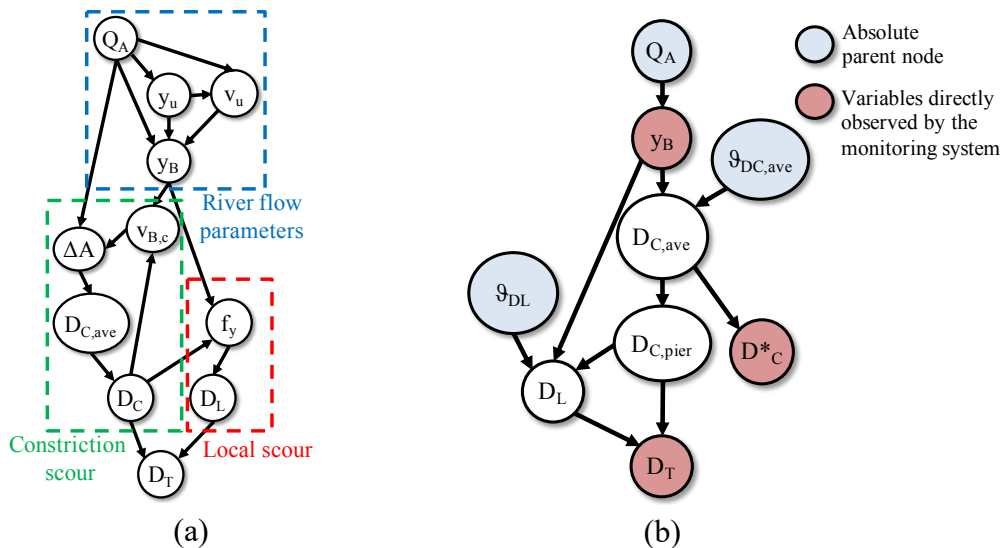 Q_A
y_u
v_u
y_B
River flow
parameters
v_B,c
ΔA
D_C,ave
f_y
D_C
D_L
Constriction
scour
Local scour
D_T
(a)
Q_A
Absolute
parent node
y_B
Variables directly
observed by the
monitoring system
ϑ_DC,ave
D_C,ave
ϑ_DL
D_C,pier
D*_C
D_L
D_T
(b)